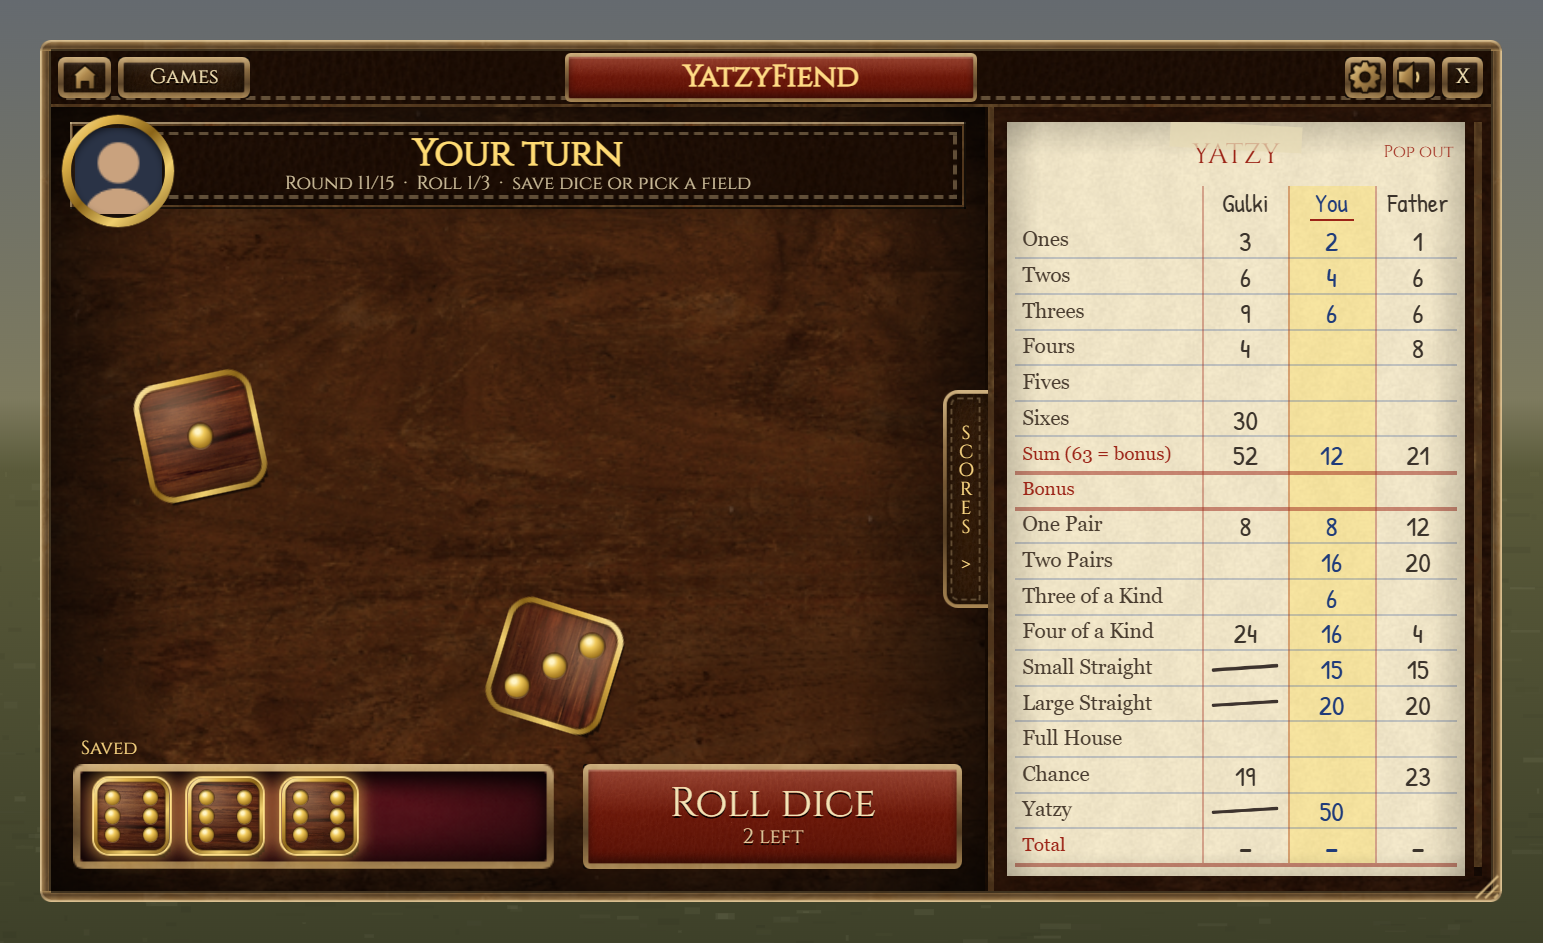 Games
YatzyFiend
X
Your turn
Round 11/15 · Roll 1/3 · save dice or pick a field
Scores >
Saved
Roll dice
2 left
Yatzy
Pop out
Gulki You Father
Ones 3 2 1
Twos 6 4 6
Threes 9 6 6
Fours 4 8
Fives
Sixes 30
Sum (63 = bonus) 52 12 21
Bonus
One Pair 8 8 12
Two Pairs 16 20
Three of a Kind 6
Four of a Kind 24 16 4
Small Straight — 15 15
Large Straight — 20 20
Full House
Chance 19 23
Yatzy — 50
Total – – –